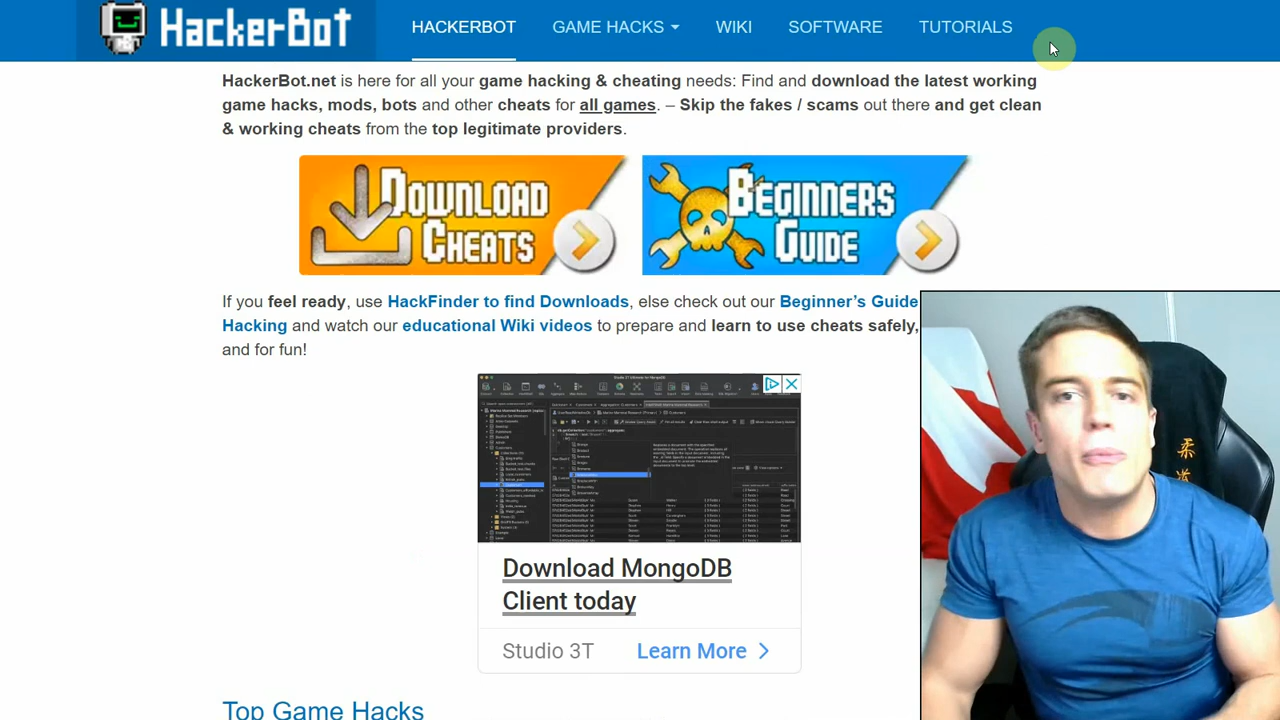 HackerBot
HACKERBOT
GAME HACKS
WIKI
SOFTWARE
TUTORIALS
HackerBot.net is here for all your game hacking & cheating needs: Find and download the latest working
game hacks, mods, bots and other cheats for all games. – Skip the fakes / scams out there and get clean
& working cheats from the top legitimate providers.
DOWNLOAD
CHEATS
BEGINNERS
GUIDE
If you feel ready, use HackFinder to find Downloads, else check out our Beginner's Guide
Hacking and watch our educational Wiki videos to prepare and learn to use cheats safely,
and for fun!
Download MongoDB
Client today
Studio 3T
Learn More
Top Game Hacks
柔
道